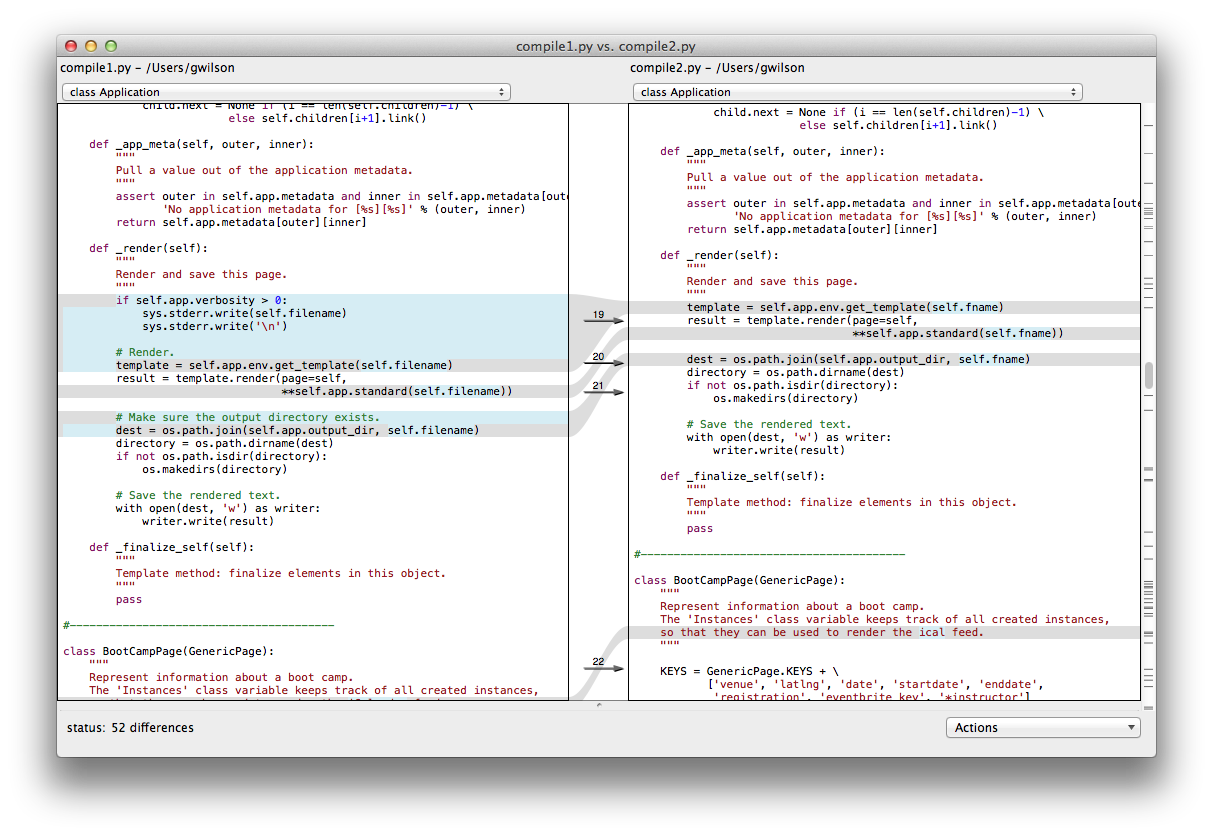 compile1.py vs. compile2.py
compile1.py – /Users/gwilson
class Application
child.next = None if (i == len(self.children)-1) \
else self.children[i+1].link()
def _app_meta(self, outer, inner):
"""
Pull a value out of the application metadata.
"""
assert outer in self.app.metadata and inner in self.app.metadata[oute
'No application metadata for [%s][%s]' % (outer, inner)
return self.app.metadata[outer][inner]
def _render(self):
"""
Render and save this page.
"""
if self.app.verbosity > 0:
sys.stderr.write(self.filename)
sys.stderr.write('\n')
# Render.
template = self.app.env.get_template(self.filename)
result = template.render(page=self,
**self.app.standard(self.filename))
# Make sure the output directory exists.
dest = os.path.join(self.app.output_dir, self.filename)
directory = os.path.dirname(dest)
if not os.path.isdir(directory):
os.makedirs(directory)
# Save the rendered text.
with open(dest, 'w') as writer:
writer.write(result)
def _finalize_self(self):
"""
Template method: finalize elements in this object.
"""
pass
#----------------------------------------
class BootCampPage(GenericPage):
"""
Represent information about a boot camp.
The 'Instances' class variable keeps track of all created instances,
19
20
21
22
compile2.py – /Users/gwilson
class Application
child.next = None if (i == len(self.children)-1) \
else self.children[i+1].link()
def _app_meta(self, outer, inner):
"""
Pull a value out of the application metadata.
"""
assert outer in self.app.metadata and inner in self.app.metadata[oute
'No application metadata for [%s][%s]' % (outer, inner)
return self.app.metadata[outer][inner]
def _render(self):
"""
Render and save this page.
"""
template = self.app.env.get_template(self.fname)
result = template.render(page=self,
**self.app.standard(self.fname))
dest = os.path.join(self.app.output_dir, self.fname)
directory = os.path.dirname(dest)
if not os.path.isdir(directory):
os.makedirs(directory)
# Save the rendered text.
with open(dest, 'w') as writer:
writer.write(result)
def _finalize_self(self):
"""
Template method: finalize elements in this object.
"""
pass
#----------------------------------------
class BootCampPage(GenericPage):
"""
Represent information about a boot camp.
The 'Instances' class variable keeps track of all created instances,
so that they can be used to render the ical feed.
"""
KEYS = GenericPage.KEYS + \
['venue', 'latlng', 'date', 'startdate', 'enddate',
'registration', 'eventbrite_key', '*instructor']
status: 52 differences
Actions